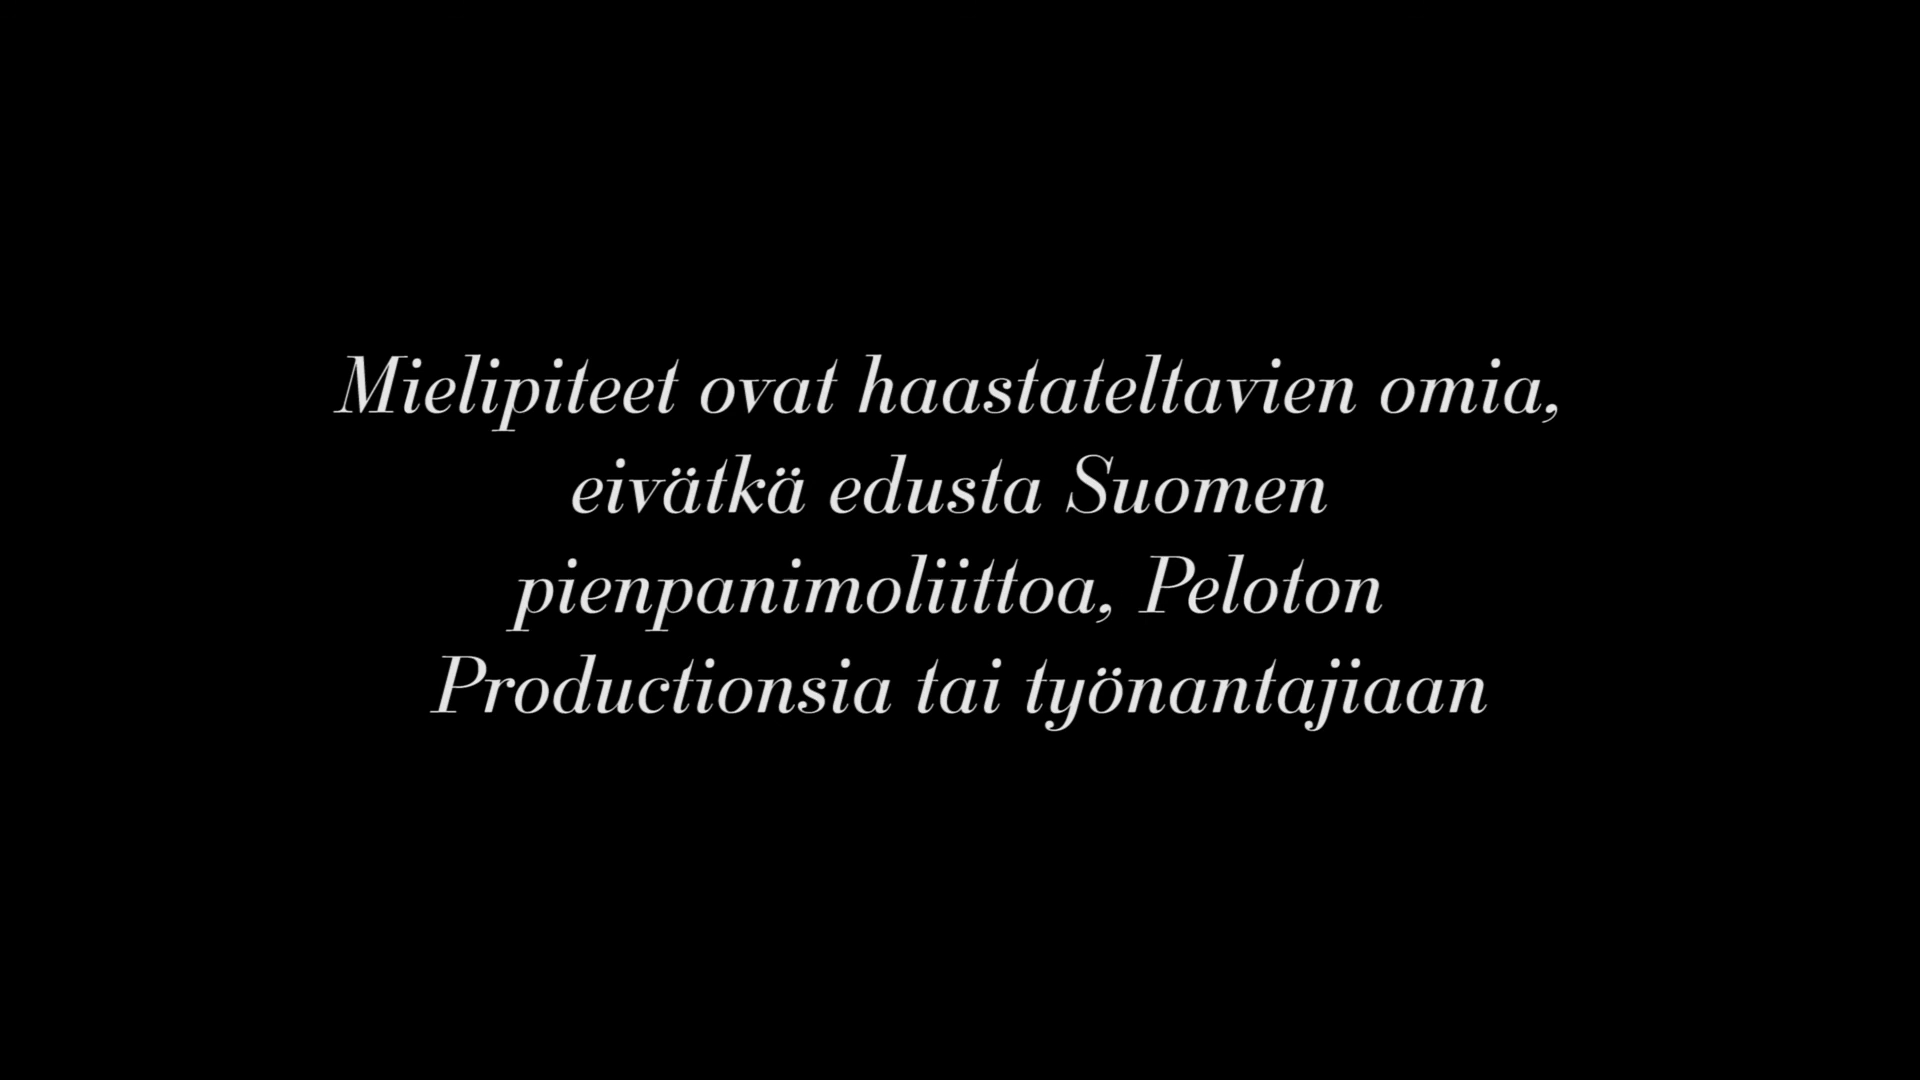 Mielipiteet ovat haastateltavien omia,
eivätkä edusta Suomen
pienpanimoliittoa, Peloton
Productionsia tai työnantajiaan